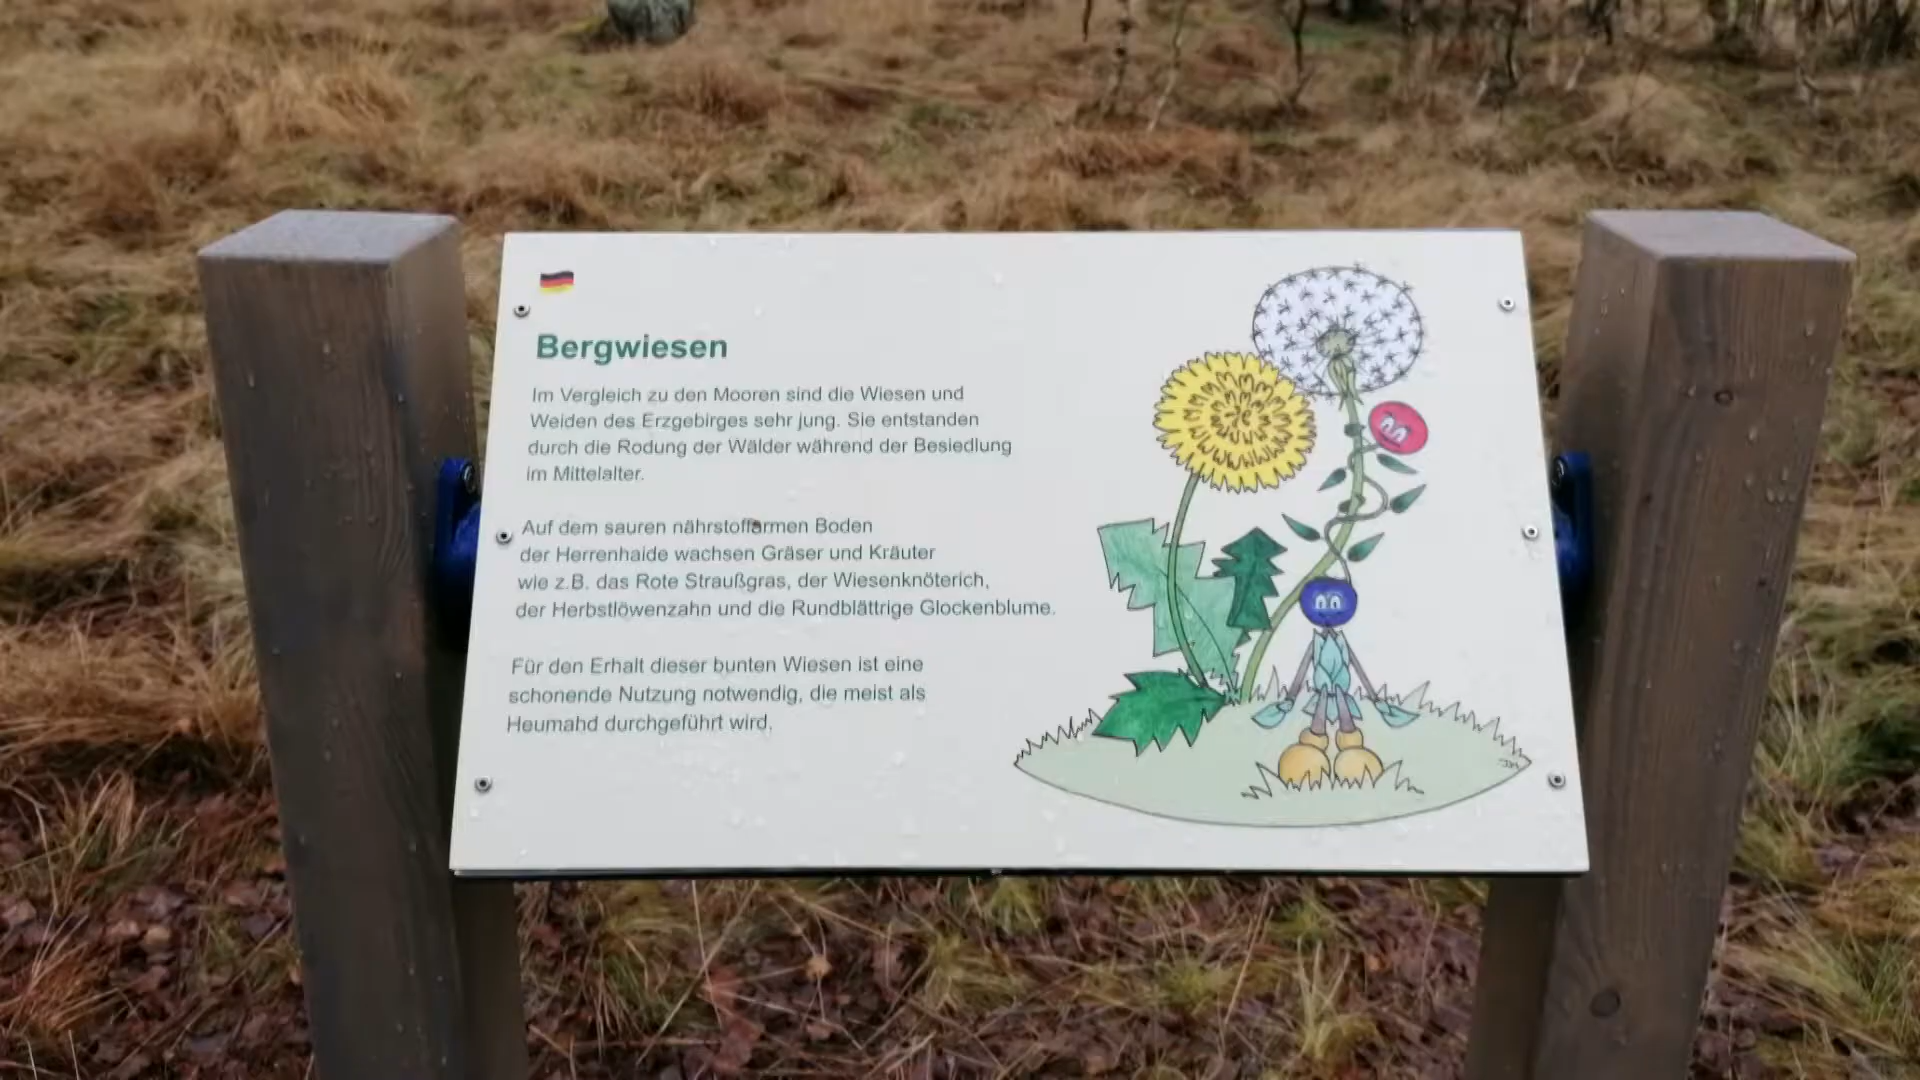 Bergwiesen
Im Vergleich zu den Mooren sind die Wiesen und
Weiden des Erzgebirges sehr jung. Sie entstanden
durch die Rodung der Wälder während der Besiedlung
im Mittelalter.
Auf dem sauren nährstoffarmen Boden
der Herrenhaide wachsen Gräser und Kräuter
wie z.B. das Rote Straußgras, der Wiesenknöterich,
der Herbstlöwenzahn und die Rundblättrige Glockenblume.
Für den Erhalt dieser bunten Wiesen ist eine
schonende Nutzung notwendig, die meist als
Heumahd durchgeführt wird.